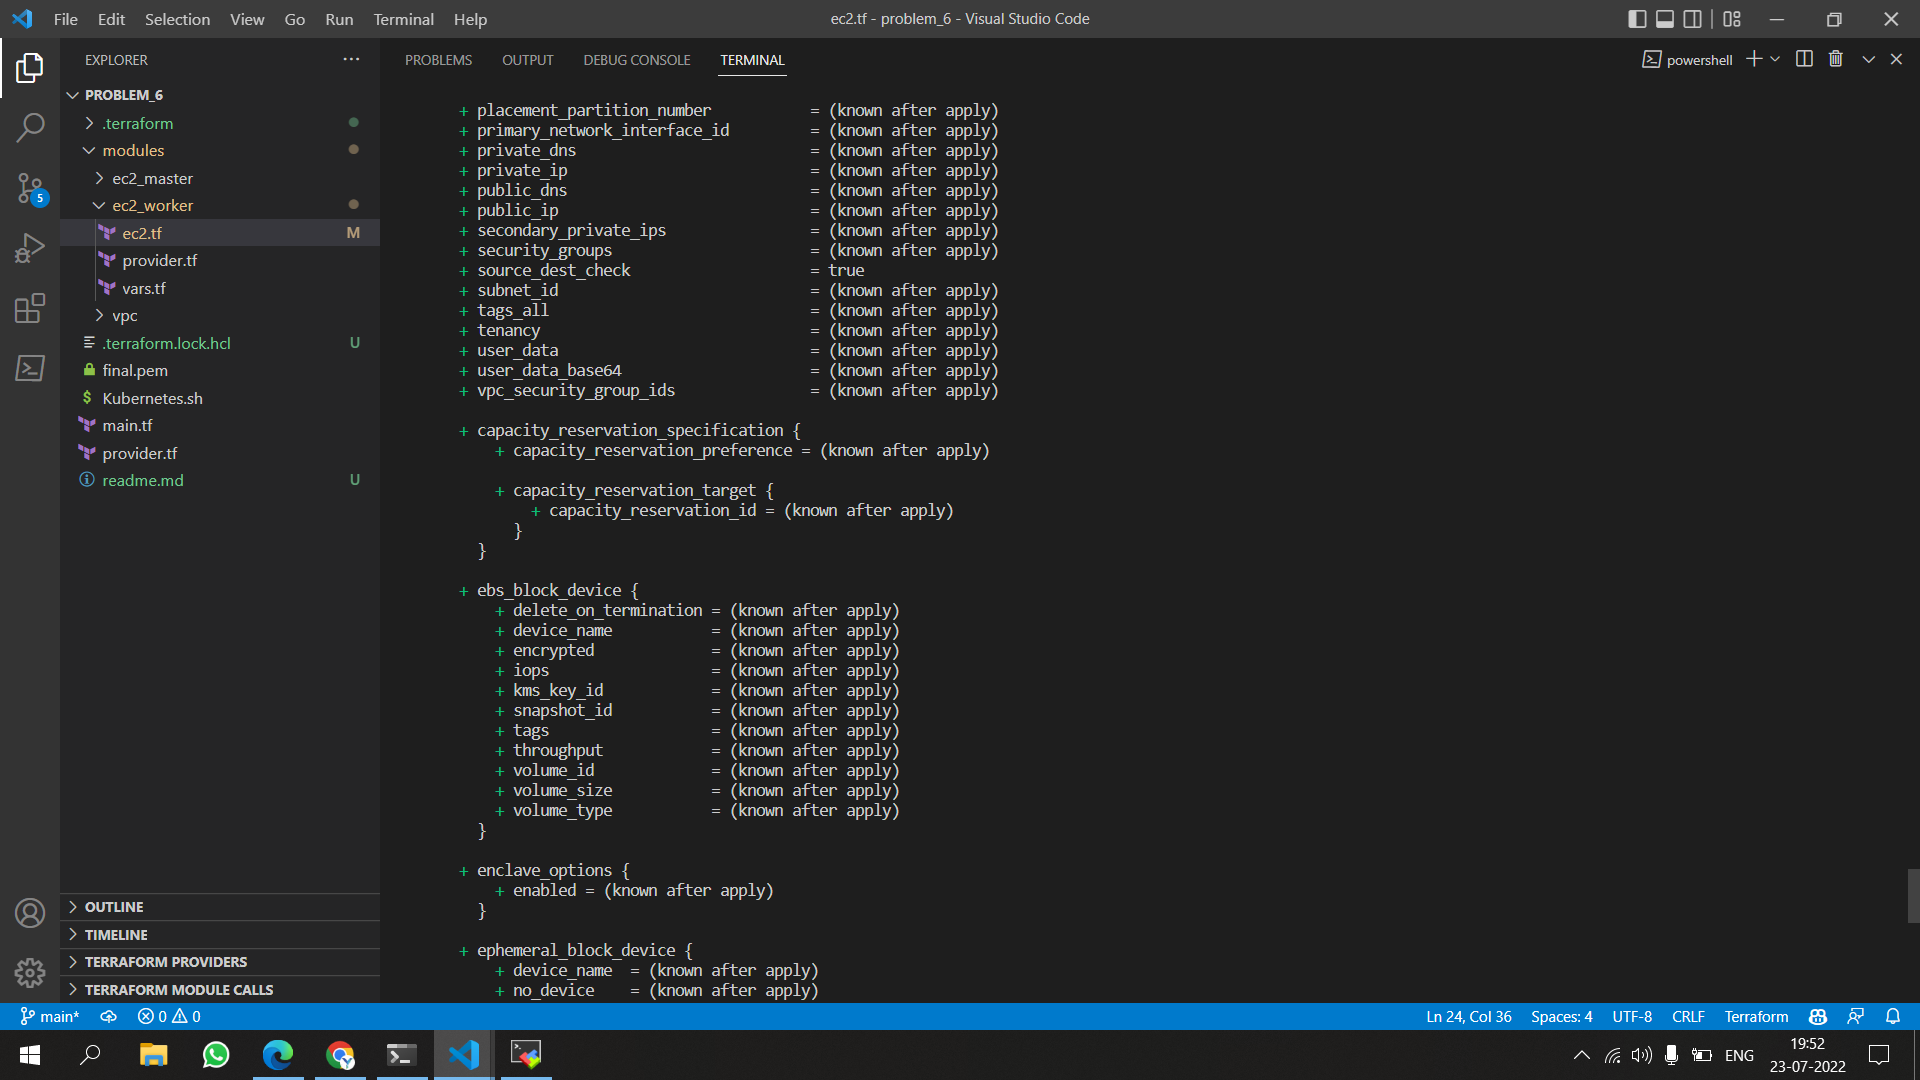 File Edit Selection View Go Run Terminal Help
ec2.tf - problem_6 - Visual Studio Code
EXPLORER
PROBLEM_6
.terraform
modules
ec2_master
ec2_worker
ec2.tf M
provider.tf
vars.tf
vpc
.terraform.lock.hcl U
final.pem
Kubernetes.sh
main.tf
provider.tf
readme.md U
OUTLINE
TIMELINE
TERRAFORM PROVIDERS
TERRAFORM MODULE CALLS
5
PROBLEMS OUTPUT DEBUG CONSOLE TERMINAL
powershell
+ placement_partition_number = (known after apply)
+ primary_network_interface_id = (known after apply)
+ private_dns = (known after apply)
+ private_ip = (known after apply)
+ public_dns = (known after apply)
+ public_ip = (known after apply)
+ secondary_private_ips = (known after apply)
+ security_groups = (known after apply)
+ source_dest_check = true
+ subnet_id = (known after apply)
+ tags_all = (known after apply)
+ tenancy = (known after apply)
+ user_data = (known after apply)
+ user_data_base64 = (known after apply)
+ vpc_security_group_ids = (known after apply)
+ capacity_reservation_specification {
+ capacity_reservation_preference = (known after apply)
+ capacity_reservation_target {
+ capacity_reservation_id = (known after apply)
}
}
+ ebs_block_device {
+ delete_on_termination = (known after apply)
+ device_name = (known after apply)
+ encrypted = (known after apply)
+ iops = (known after apply)
+ kms_key_id = (known after apply)
+ snapshot_id = (known after apply)
+ tags = (known after apply)
+ throughput = (known after apply)
+ volume_id = (known after apply)
+ volume_size = (known after apply)
+ volume_type = (known after apply)
}
+ enclave_options {
+ enabled = (known after apply)
}
+ ephemeral_block_device {
+ device_name = (known after apply)
+ no_device = (known after apply)
main* 0 0
Ln 24, Col 36 Spaces: 4 UTF-8 CRLF Terraform
ENG
19:52
23-07-2022